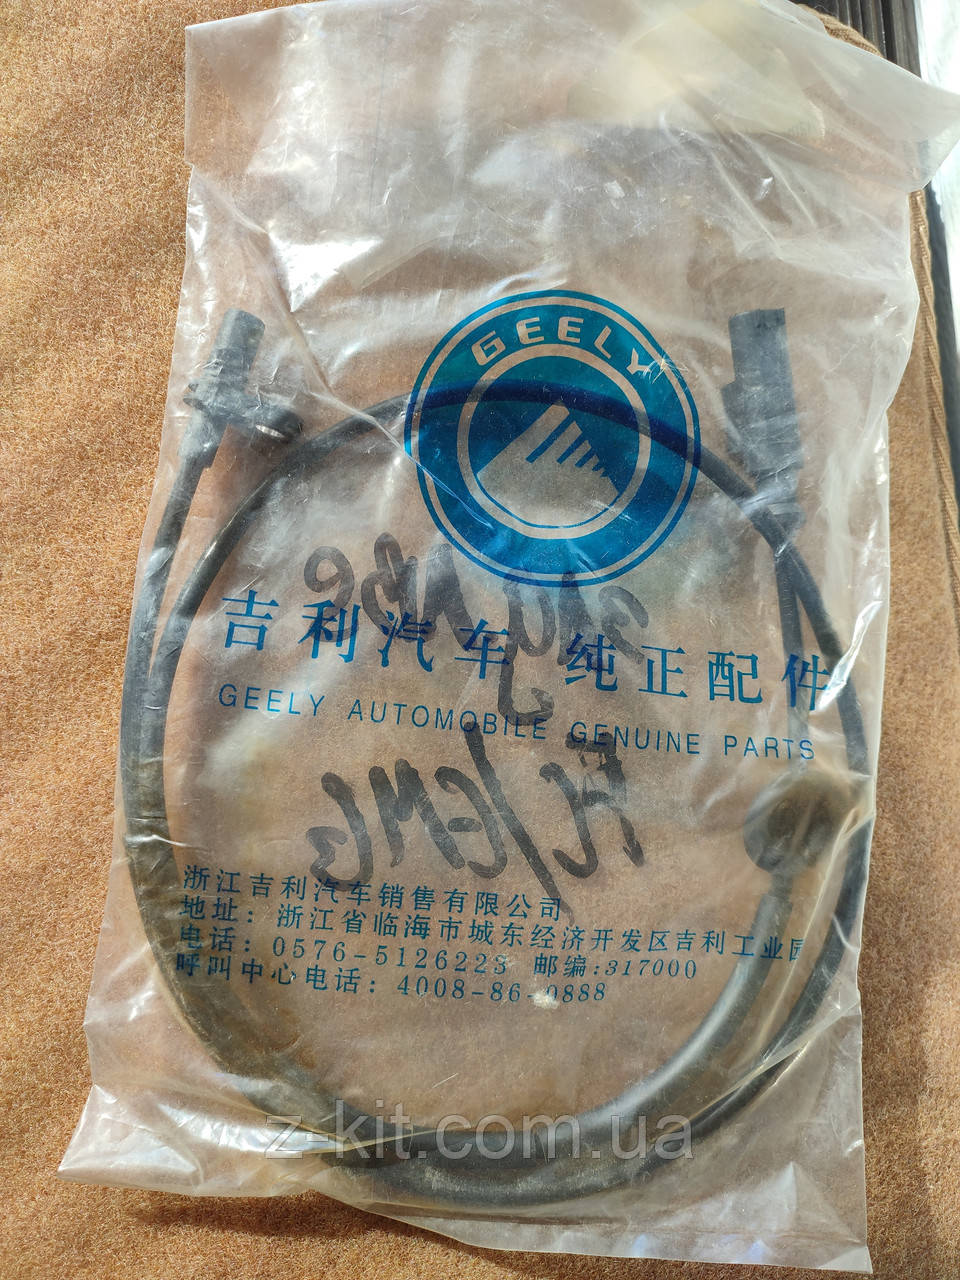 GEELY
吉利汽车 纯正配件
GEELY AUTOMOBILE GENUINE PARTS
浙江吉利汽车销售有限公司
地址：浙江省临海市城东经济开发区吉利工业园
电话：0576-5126223 邮编:317000
呼叫中心电话：4008-86-0888
z-kit.com.ua